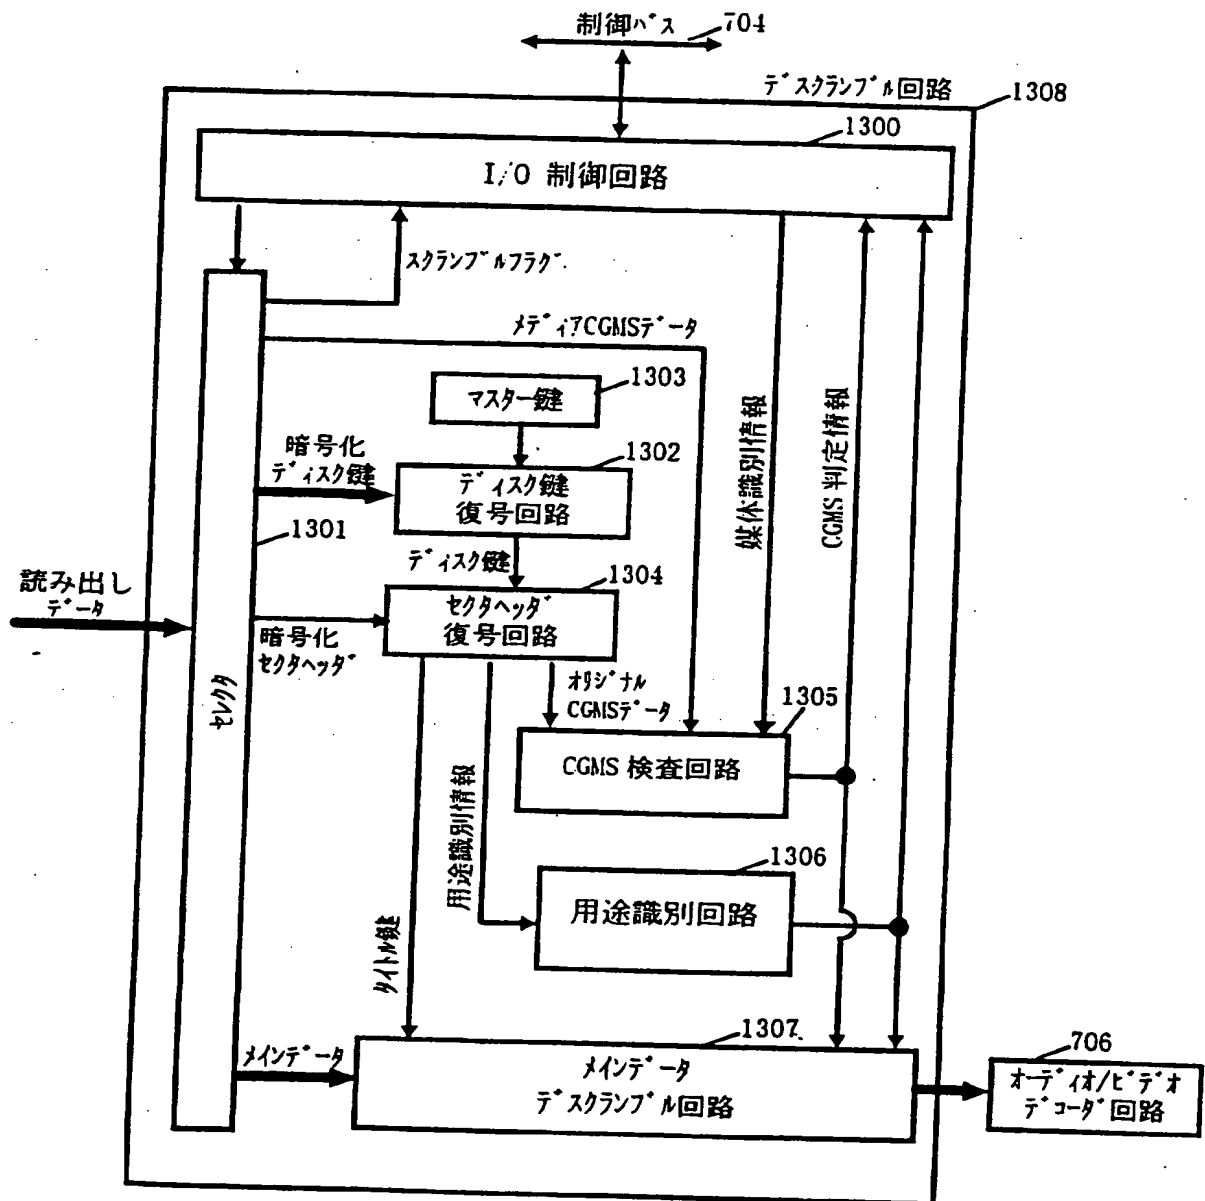 制御バス
704
デスクランブル回路
1308
1300
I/O 制御回路
スクランブルフラグ
メディアCGMSデータ
1303
マスター鍵
暗号化
ディスク鍵
1302
ディスク鍵
復号回路
媒体識別情報
CGMS 判定情報
1301
ディスク鍵
1304
読み出し
データ
セクタヘッダ
復号回路
暗号化
セクタヘッダ
セレクタ
オリジナル
CGMSデータ
1305
CGMS 検査回路
用途識別情報
1306
用途識別回路
タイトル鍵
1307
メインデータ
メインデータ
デスクランブル回路
706
オーディオ/ビデオ
デコーダ回路